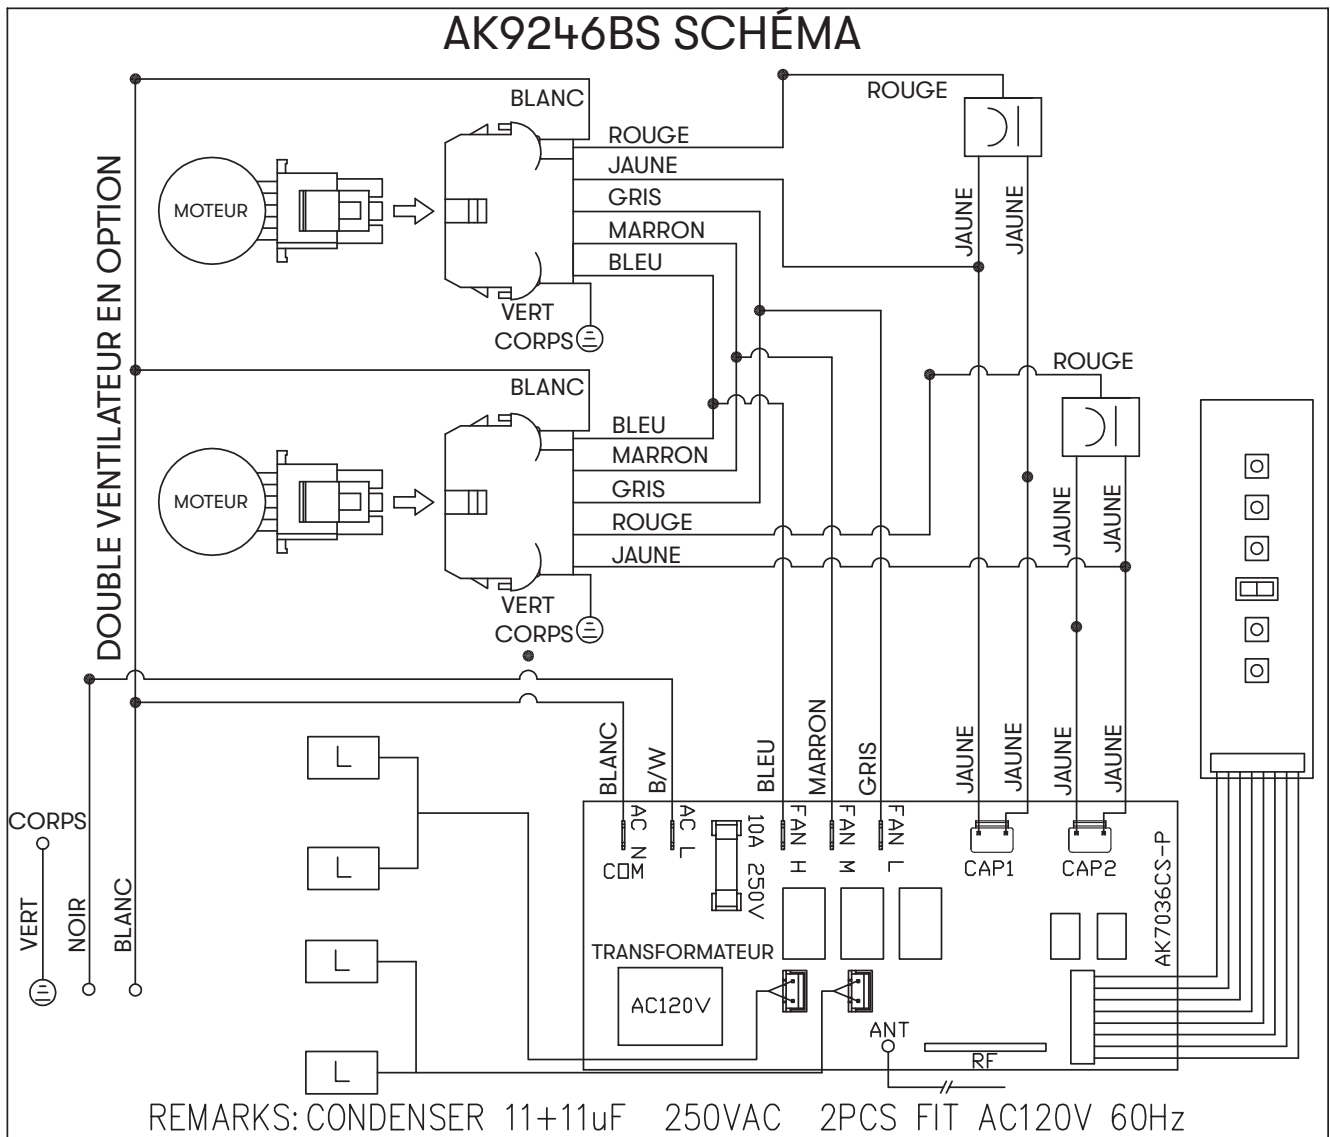 AK9246BS SCHÉMA
DOUBLE VENTILATEUR EN OPTION
BLANC
ROUGE
JAUNE
GRIS
MARRON
BLEU
VERT
CORPS
MOTEUR
ROUGE
JAUNE
JAUNE
BLANC
BLEU
MARRON
GRIS
ROUGE
JAUNE
VERT
CORPS
MOTEUR
ROUGE
JAUNE
JAUNE
BLANC
B/W
BLEU
MARRON
GRIS
JAUNE
JAUNE
JAUNE
JAUNE
L
L
L
L
CORPS
VERT
NOIR
BLANC
AC N
COM
AC L
10A 250V
FAN H
FAN M
FAN L
CAP1
CAP2
AK7036CS-P
TRANSFORMATEUR
AC120V
ANT
RF
REMARKS: CONDENSER 11+11uF 250VAC 2PCS FIT AC120V 60Hz